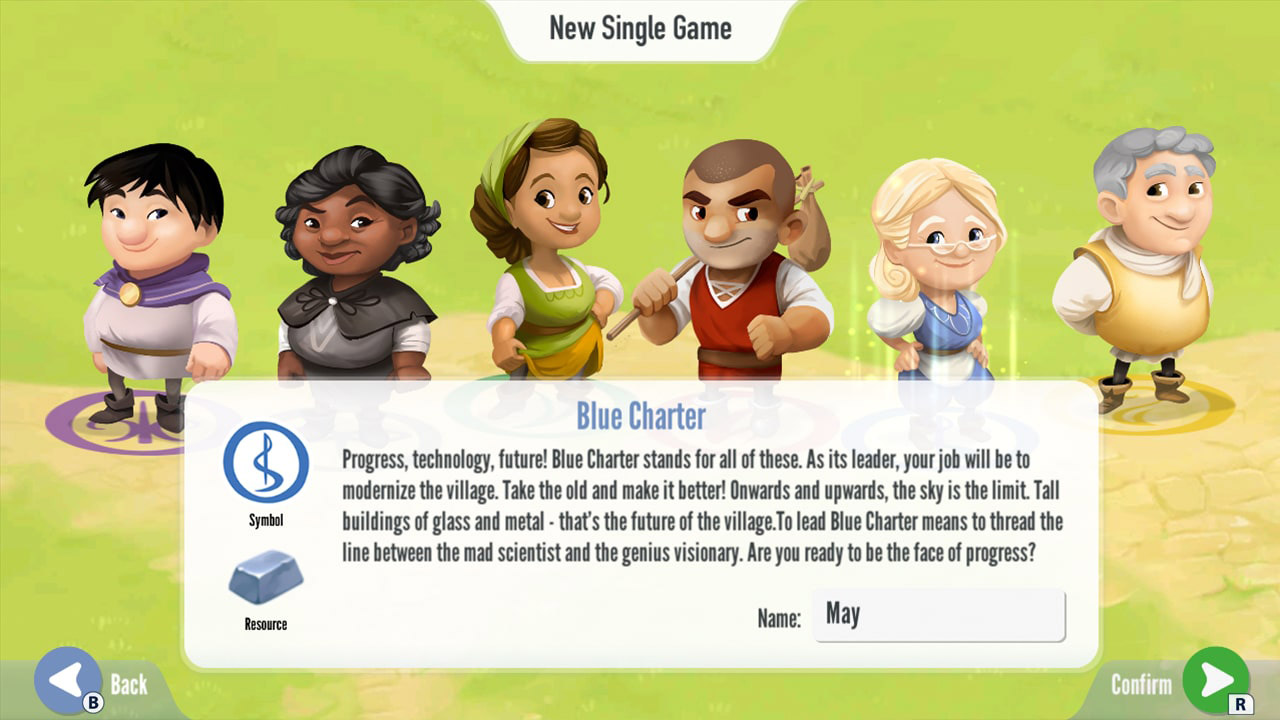 New Single Game
Blue Charter
Progress, technology, future! Blue Charter stands for all of these. As its leader, your job will be to
modernize the village. Take the old and make it better! Onwards and upwards, the sky is the limit. Tall
buildings of glass and metal - that's the future of the village.To lead Blue Charter means to thread the
line between the mad scientist and the genius visionary. Are you ready to be the face of progress?
Symbol
Resource
Name: May
Back
B
Confirm
R